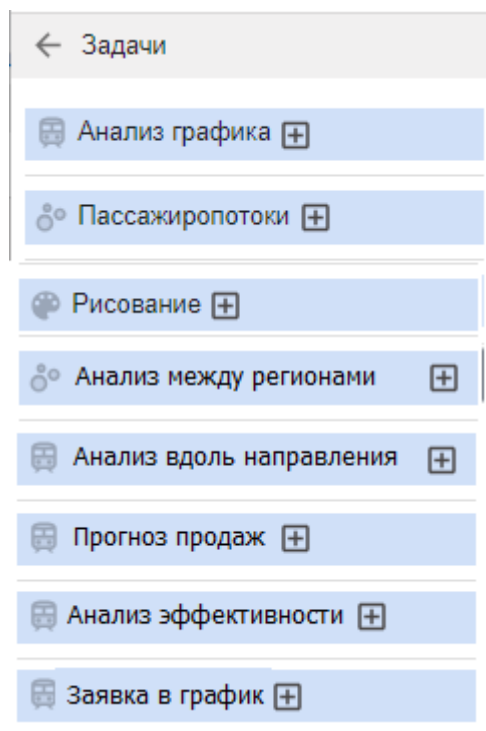 Задачи
Анализ графика
Пассажиропотоки
Рисование
Анализ между регионами
Анализ вдоль направления
Прогноз продаж
Анализ эффективности
Заявка в график